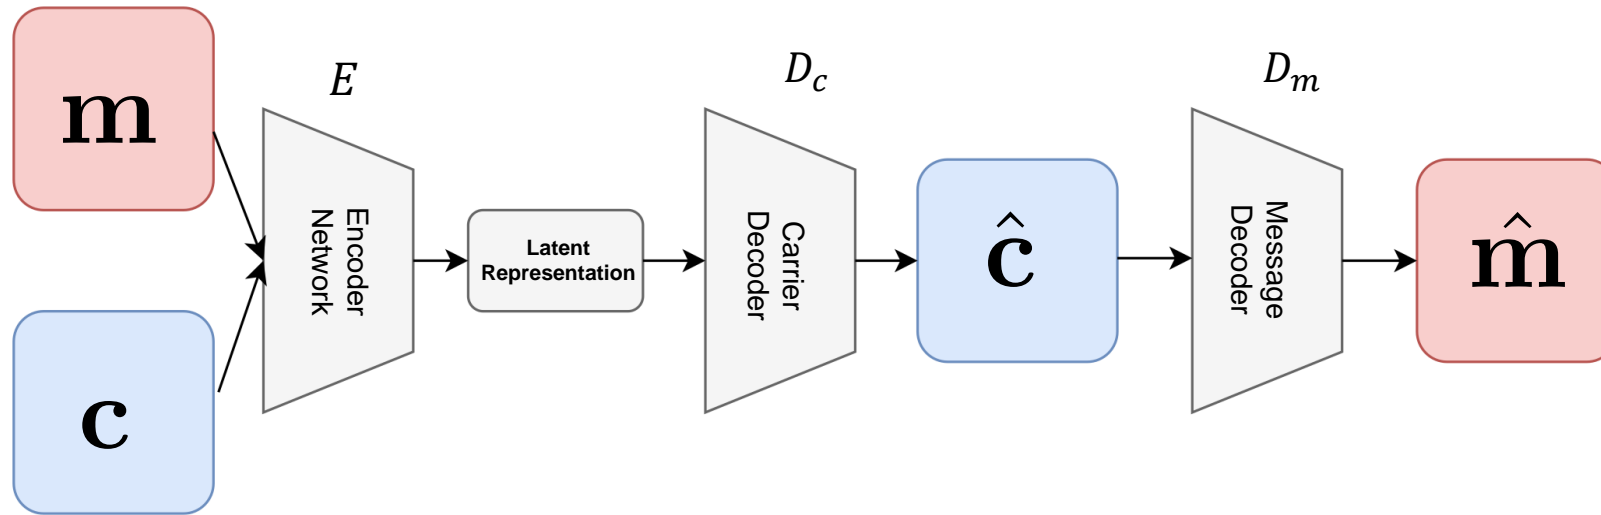 m
c
E
Encoder
Network
Latent
Representation
D_c
Carrier
Decoder
ĉ
D_m
Message
Decoder
m̂